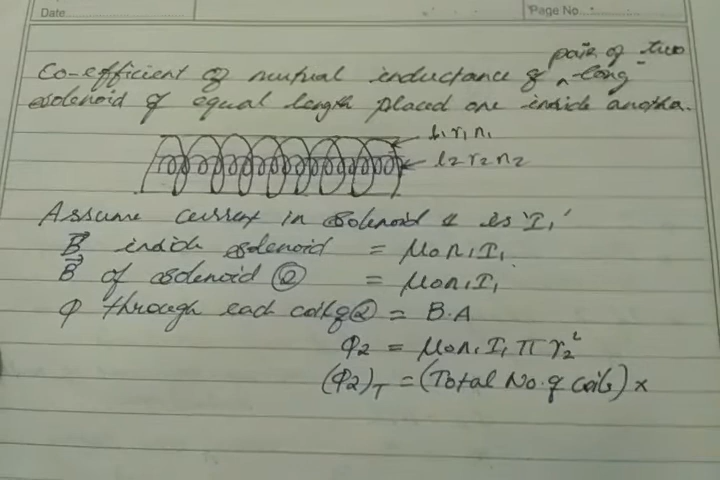 Date
Page No.
Co-efficient of mutual inductance of pair of two long
solenoid of equal length placed one inside another.
l₁ r₁ n₁
l₂ r₂ n₂
Assume current in solenoid 1 is 'I₁'
B⃗ inside solenoid = μ₀n₁I₁
B⃗ of solenoid ② = μ₀n₁I₁
φ through each coil of ② = B.A
φ₂ = μ₀n₁I₁πr₂²
(φ₂)T = (Total No. of coils) ×